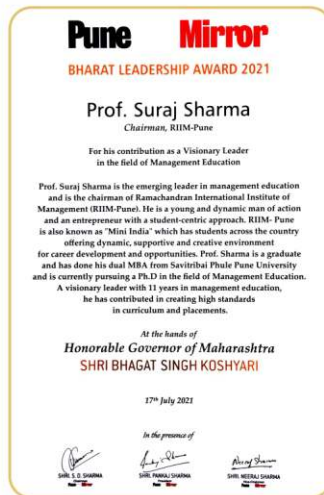 Pune Mirror
BHARAT LEADERSHIP AWARD 2021
Prof. Suraj Sharma
Chairman, RIIM-Pune
For his contribution as a Visionary Leader
in the field of Management Education
Prof. Suraj Sharma is the emerging leader in management education
and is the chairman of Ramachandran International Institute of
Management (RIIM-Pune). He is a young and dynamic man of action
and an entrepreneur with a student-centric approach. RIIM- Pune
is also known as "Mini India" which has students across the country
offering dynamic, supportive and creative environment
for career development and opportunities. Prof. Sharma is a graduate
and has done his dual MBA from Savitribai Phule Pune University
and is currently pursuing a Ph.D in the field of Management Education.
A visionary leader with 11 years in management education,
he has contributed in creating high standards
in curriculum and placements.
At the hands of
Honorable Governor of Maharashtra
SHRI BHAGAT SINGH KOSHYARI
17th July 2021
In the presence of
SHRI. S. D. SHARMA SHRI. PANKAJ SHARMA SHRI. NEERAJ SHARMA
Pune Mirror Pune Mirror Pune Mirror